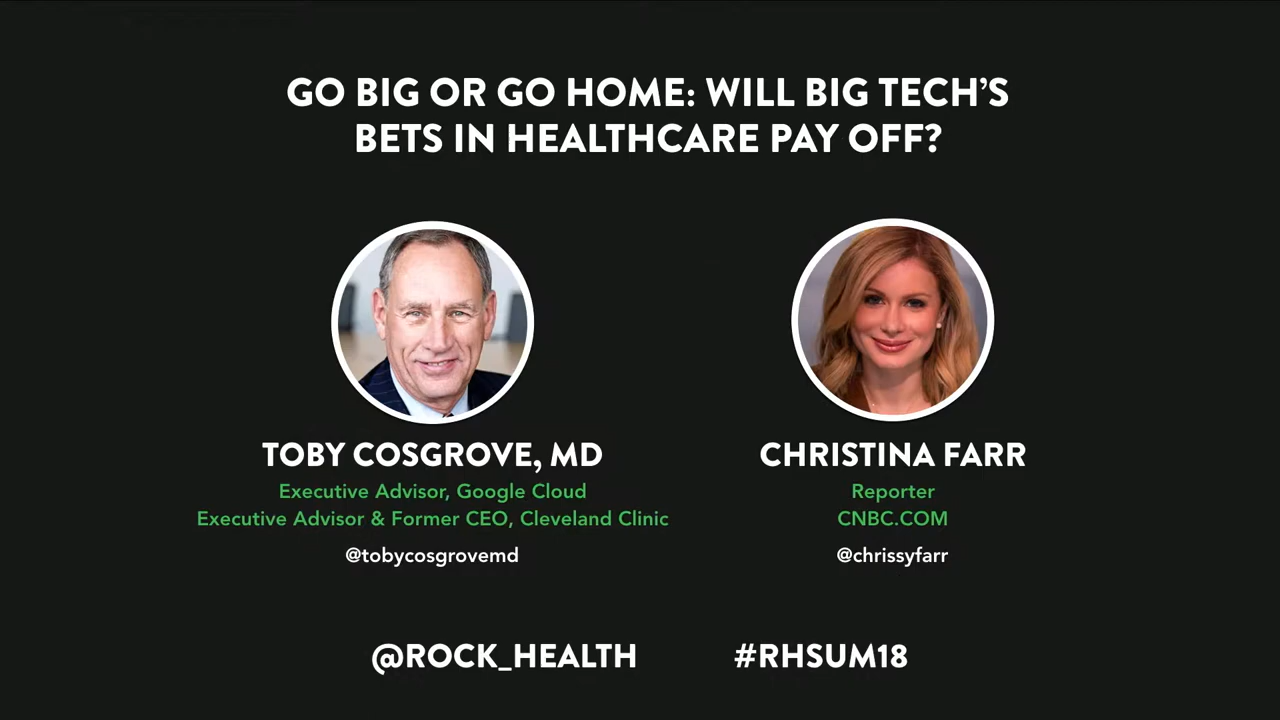 GO BIG OR GO HOME: WILL BIG TECH'S
BETS IN HEALTHCARE PAY OFF?
TOBY COSGROVE, MD
Executive Advisor, Google Cloud
Executive Advisor & Former CEO, Cleveland Clinic
@tobycosgrovemd
CHRISTINA FARR
Reporter
CNBC.COM
@chrissyfarr
@ROCK_HEALTH
#RHSUM18